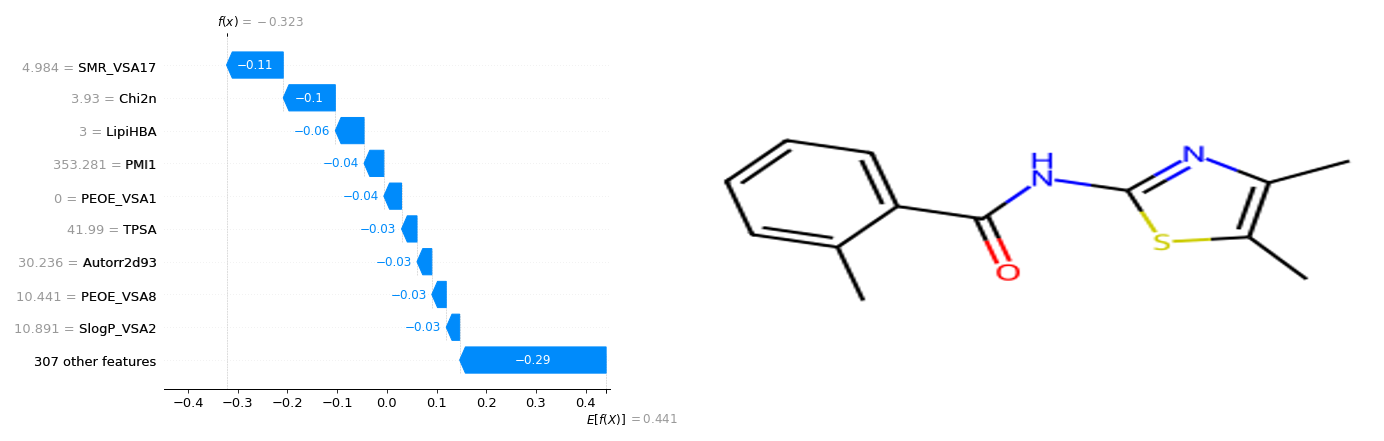 f(x) = −0.323
4.984 = SMR_VSA17
−0.11
3.93 = Chi2n
−0.1
3 = LipiHBA
−0.06
353.281 = PMI1
−0.04
0 = PEOE_VSA1
−0.04
41.99 = TPSA
−0.03
30.236 = Autorr2d93
−0.03
10.441 = PEOE_VSA8
−0.03
10.891 = SlogP_VSA2
−0.03
307 other features
−0.29
−0.4 −0.3 −0.2 −0.1 0.0 0.1 0.2 0.3 0.4
E[f(X)] = 0.441
H
N
O
N
S